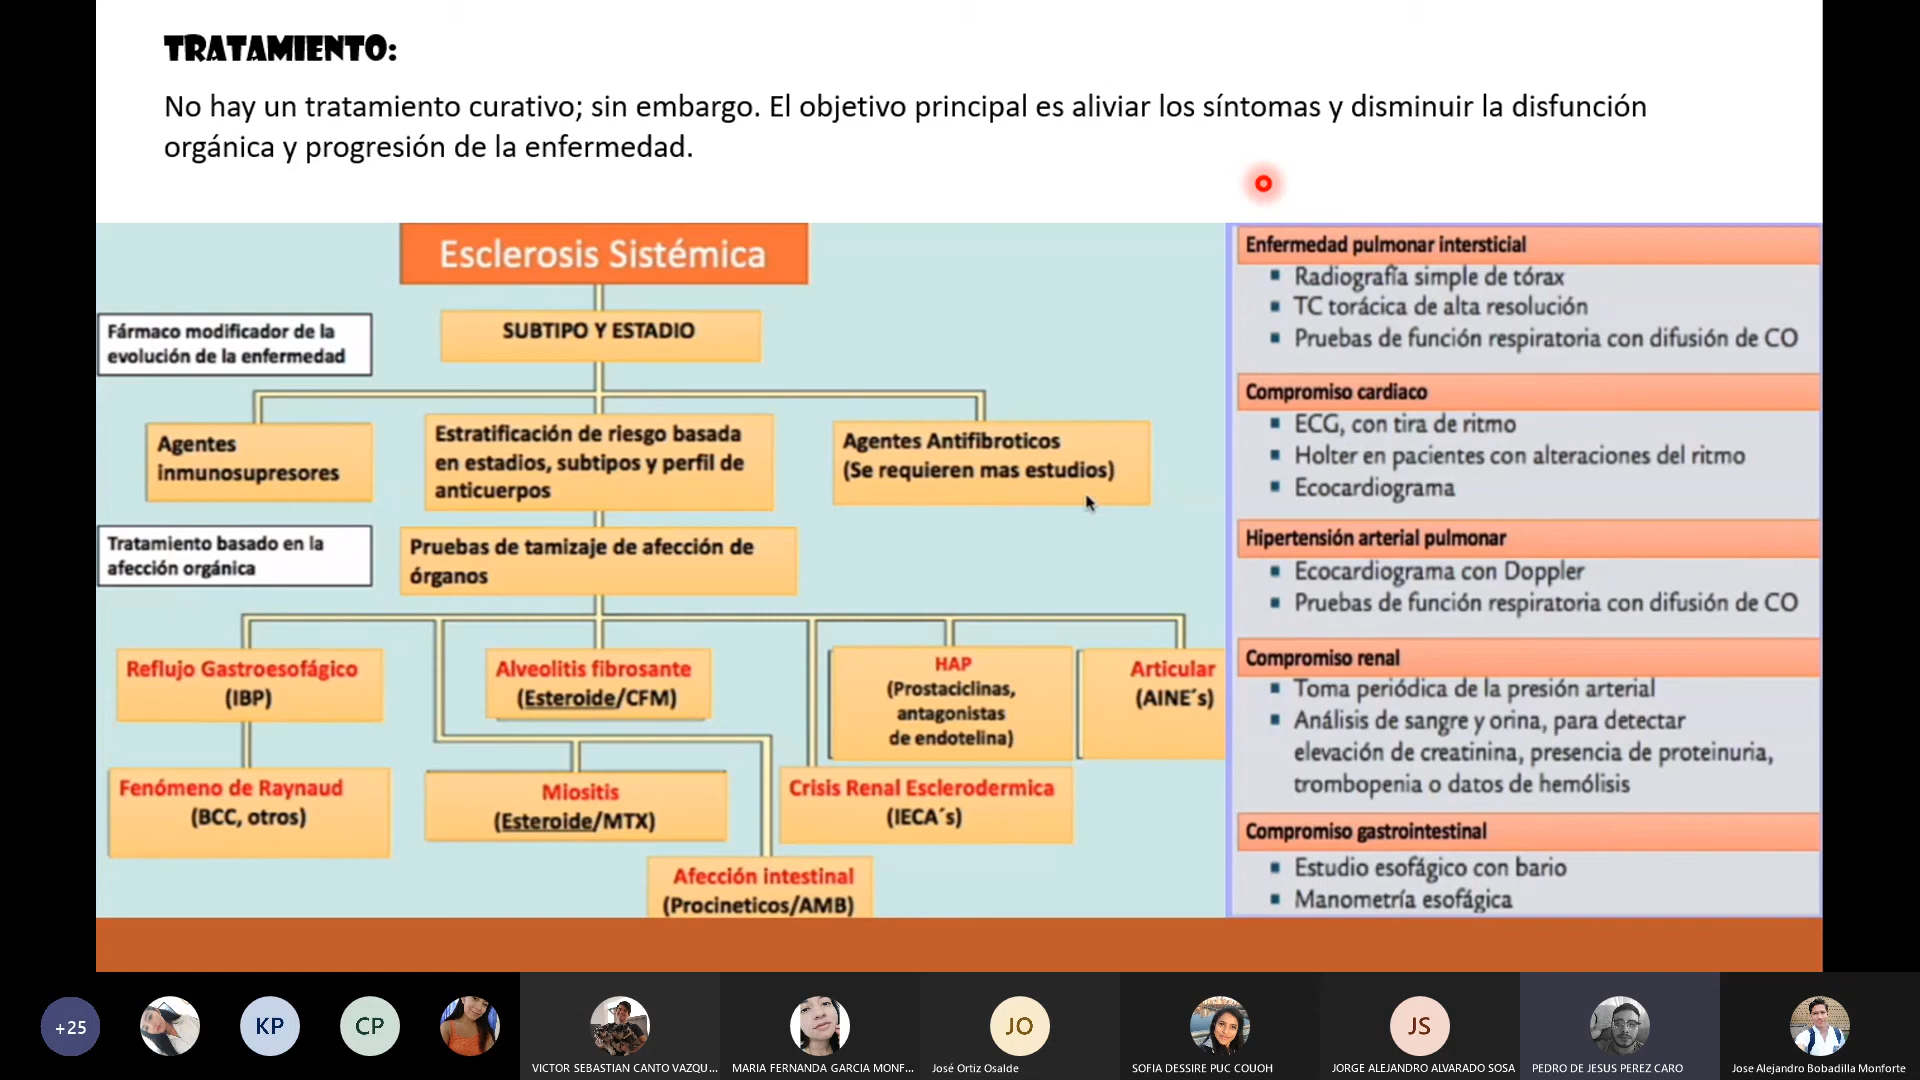 TRATAMIENTO:
No hay un tratamiento curativo; sin embargo. El objetivo principal es aliviar los síntomas y disminuir la disfunción
orgánica y progresión de la enfermedad.
Esclerosis Sistémica
SUBTIPO Y ESTADIO
Fármaco modificador de la
evolución de la enfermedad
Agentes
inmunosupresores
Estratificación de riesgo basada
en estadios, subtipos y perfil de
anticuerpos
Agentes Antifibroticos
(Se requieren mas estudios)
Tratamiento basado en la
afección orgánica
Pruebas de tamizaje de afección de
órganos
Reflujo Gastroesofágico
(IBP)
Alveolitis fibrosante
(Esteroide/CFM)
HAP
(Prostaciclinas,
antagonistas
de endotelina)
Articular
(AINE´s)
Fenómeno de Raynaud
(BCC, otros)
Miositis
(Esteroide/MTX)
Crisis Renal Esclerodermica
(IECA´s)
Afección intestinal
(Procineticos/AMB)
Enfermedad pulmonar intersticial
▪ Radiografía simple de tórax
▪ TC torácica de alta resolución
▪ Pruebas de función respiratoria con difusión de CO
Compromiso cardiaco
▪ ECG, con tira de ritmo
▪ Holter en pacientes con alteraciones del ritmo
▪ Ecocardiograma
Hipertensión arterial pulmonar
▪ Ecocardiograma con Doppler
▪ Pruebas de función respiratoria con difusión de CO
Compromiso renal
▪ Toma periódica de la presión arterial
▪ Análisis de sangre y orina, para detectar
elevación de creatinina, presencia de proteinuria,
trombopenia o datos de hemólisis
Compromiso gastrointestinal
▪ Estudio esofágico con bario
▪ Manometría esofágica
+25
KP
CP
JO
JS
VICTOR SEBASTIAN CANTO VAZQU...
MARIA FERNANDA GARCIA MONF...
José Ortiz Osalde
SOFIA DESSIRE PUC COUOH
JORGE ALEJANDRO ALVARADO SOSA
PEDRO DE JESUS PEREZ CARO
Jose Alejandro Bobadilla Monforte